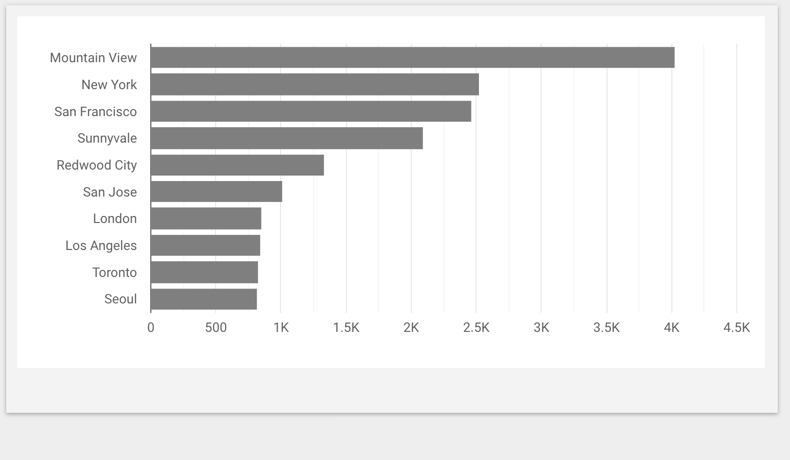 Mountain View
New York
San Francisco
Sunnyvale
Redwood City
San Jose
London
Los Angeles
Toronto
Seoul
0 500 1K 1.5K 2K 2.5K 3K 3.5K 4K 4.5K